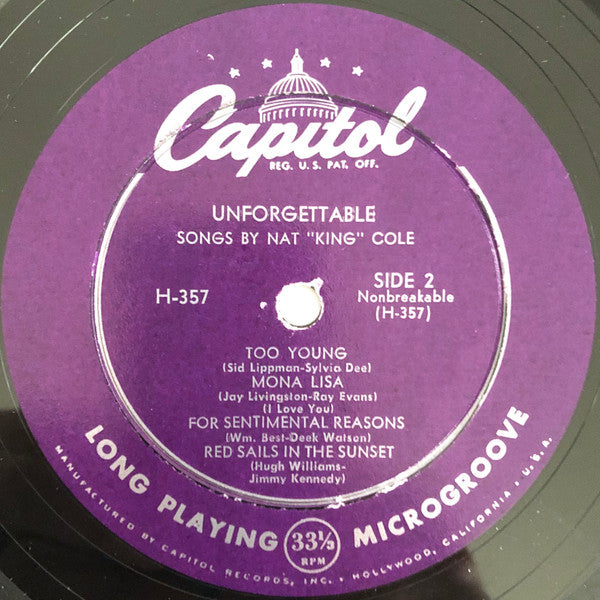 Capitol
REG. U.S. PAT. OFF.
UNFORGETTABLE
SONGS BY NAT "KING" COLE
H-357
SIDE 2
Nonbreakable
(H-357)
TOO YOUNG
(Sid Lippman-Sylvia Dee)
MONA LISA
(Jay Livingston-Ray Evans)
(I Love You)
FOR SENTIMENTAL REASONS
(Wm. Best-Deek Watson)
RED SAILS IN THE SUNSET
(Hugh Williams-
Jimmy Kennedy)
LONG PLAYING 33⅓ RPM MICROGROOVE
MANUFACTURED BY CAPITOL RECORDS, INC. • HOLLYWOOD, CALIFORNIA • U.S.A.